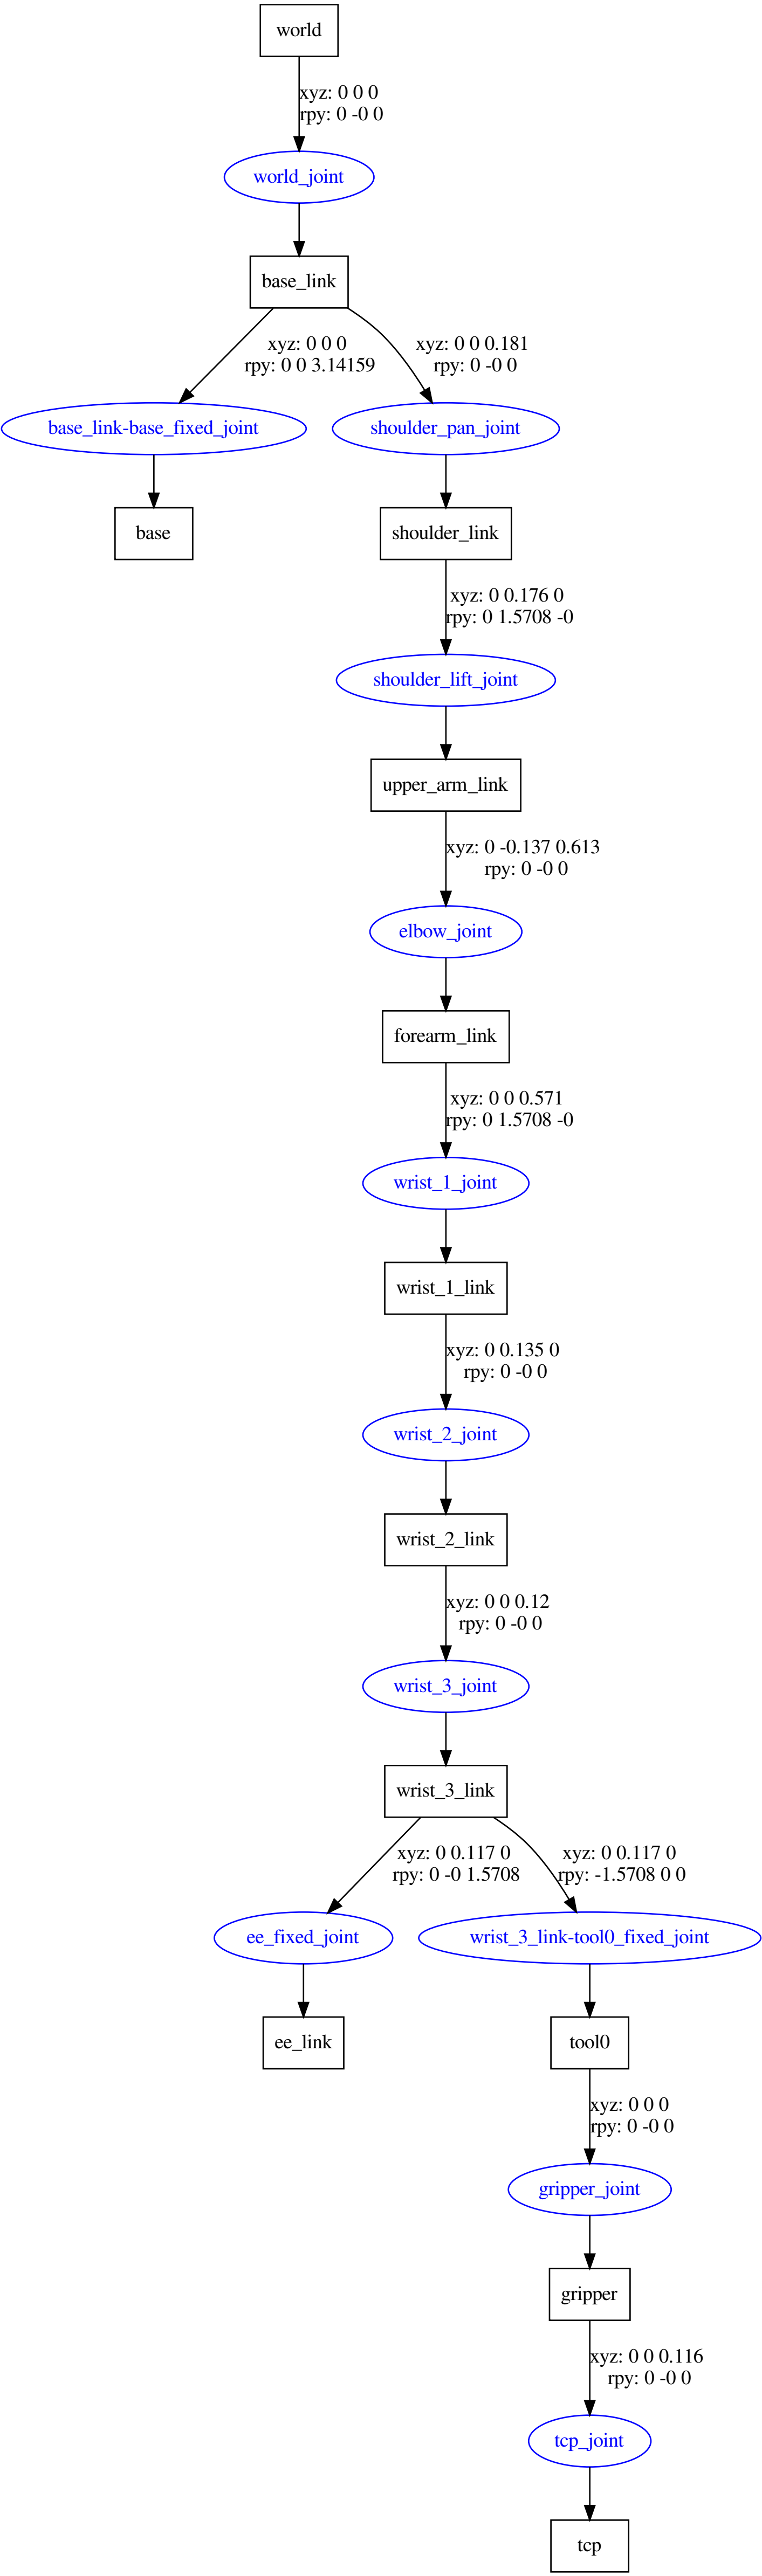 world
xyz: 0 0 0
rpy: 0 -0 0
world_joint
base_link
xyz: 0 0 0
rpy: 0 0 3.14159
xyz: 0 0 0.181
rpy: 0 -0 0
base_link-base_fixed_joint
shoulder_pan_joint
base
shoulder_link
xyz: 0 0.176 0
rpy: 0 1.5708 -0
shoulder_lift_joint
upper_arm_link
xyz: 0 -0.137 0.613
rpy: 0 -0 0
elbow_joint
forearm_link
xyz: 0 0 0.571
rpy: 0 1.5708 -0
wrist_1_joint
wrist_1_link
xyz: 0 0.135 0
rpy: 0 -0 0
wrist_2_joint
wrist_2_link
xyz: 0 0 0.12
rpy: 0 -0 0
wrist_3_joint
wrist_3_link
xyz: 0 0.117 0
rpy: 0 -0 1.5708
xyz: 0 0.117 0
rpy: -1.5708 0 0
ee_fixed_joint
wrist_3_link-tool0_fixed_joint
ee_link
tool0
xyz: 0 0 0
rpy: 0 -0 0
gripper_joint
gripper
xyz: 0 0 0.116
rpy: 0 -0 0
tcp_joint
tcp